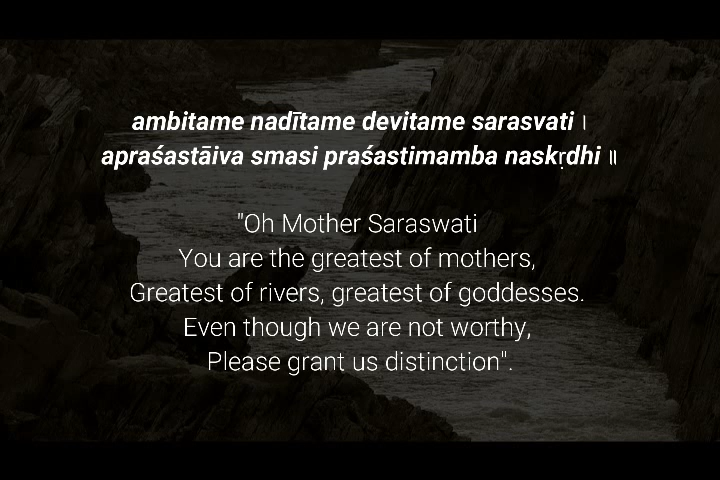 ambitame nadītame devitame sarasvati ।
apraśastāiva smasi praśastimamba naskṛdhi ॥
"Oh Mother Saraswati
You are the greatest of mothers,
Greatest of rivers, greatest of goddesses.
Even though we are not worthy,
Please grant us distinction".